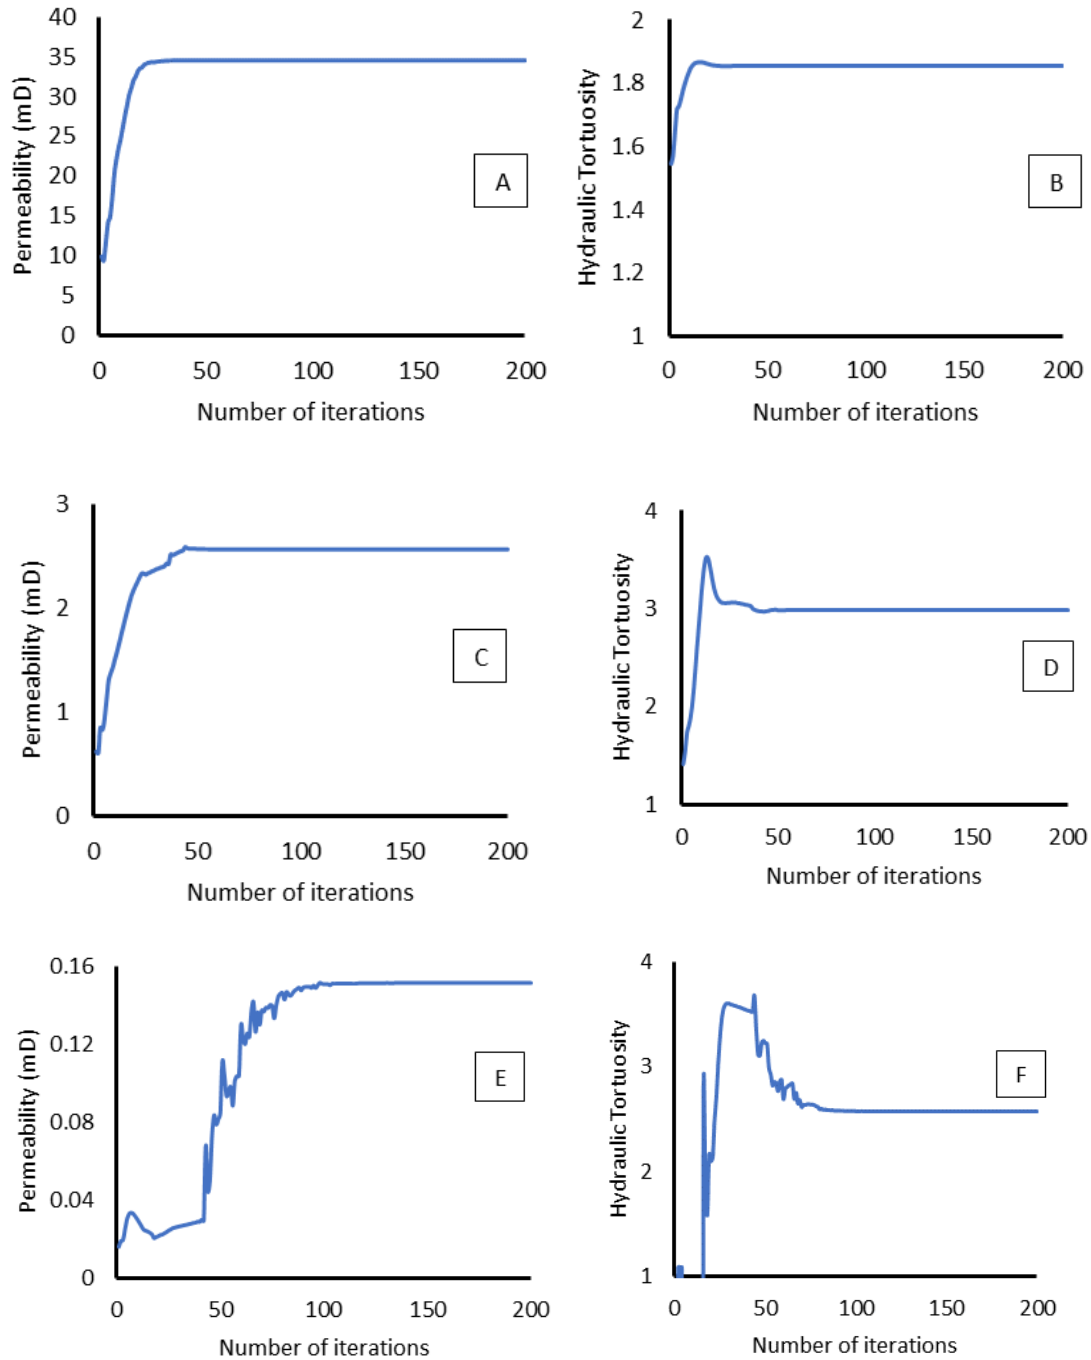 40
35
30
25
20
15
10
5
0
Permeability (mD)
A
0 50 100 150 200
Number of iterations
2
1.8
1.6
1.4
1.2
1
Hydraulic Tortuosity
B
0 50 100 150 200
Number of iterations
3
2
1
0
Permeability (mD)
C
0 50 100 150 200
Number of iterations
4
3
2
1
Hydraulic Tortuosity
D
0 50 100 150 200
Number of iterations
0.16
0.12
0.08
0.04
0
Permeability (mD)
E
0 50 100 150 200
Number of iterations
4
3
2
1
Hydraulic Tortuosity
F
0 50 100 150 200
Number of iterations